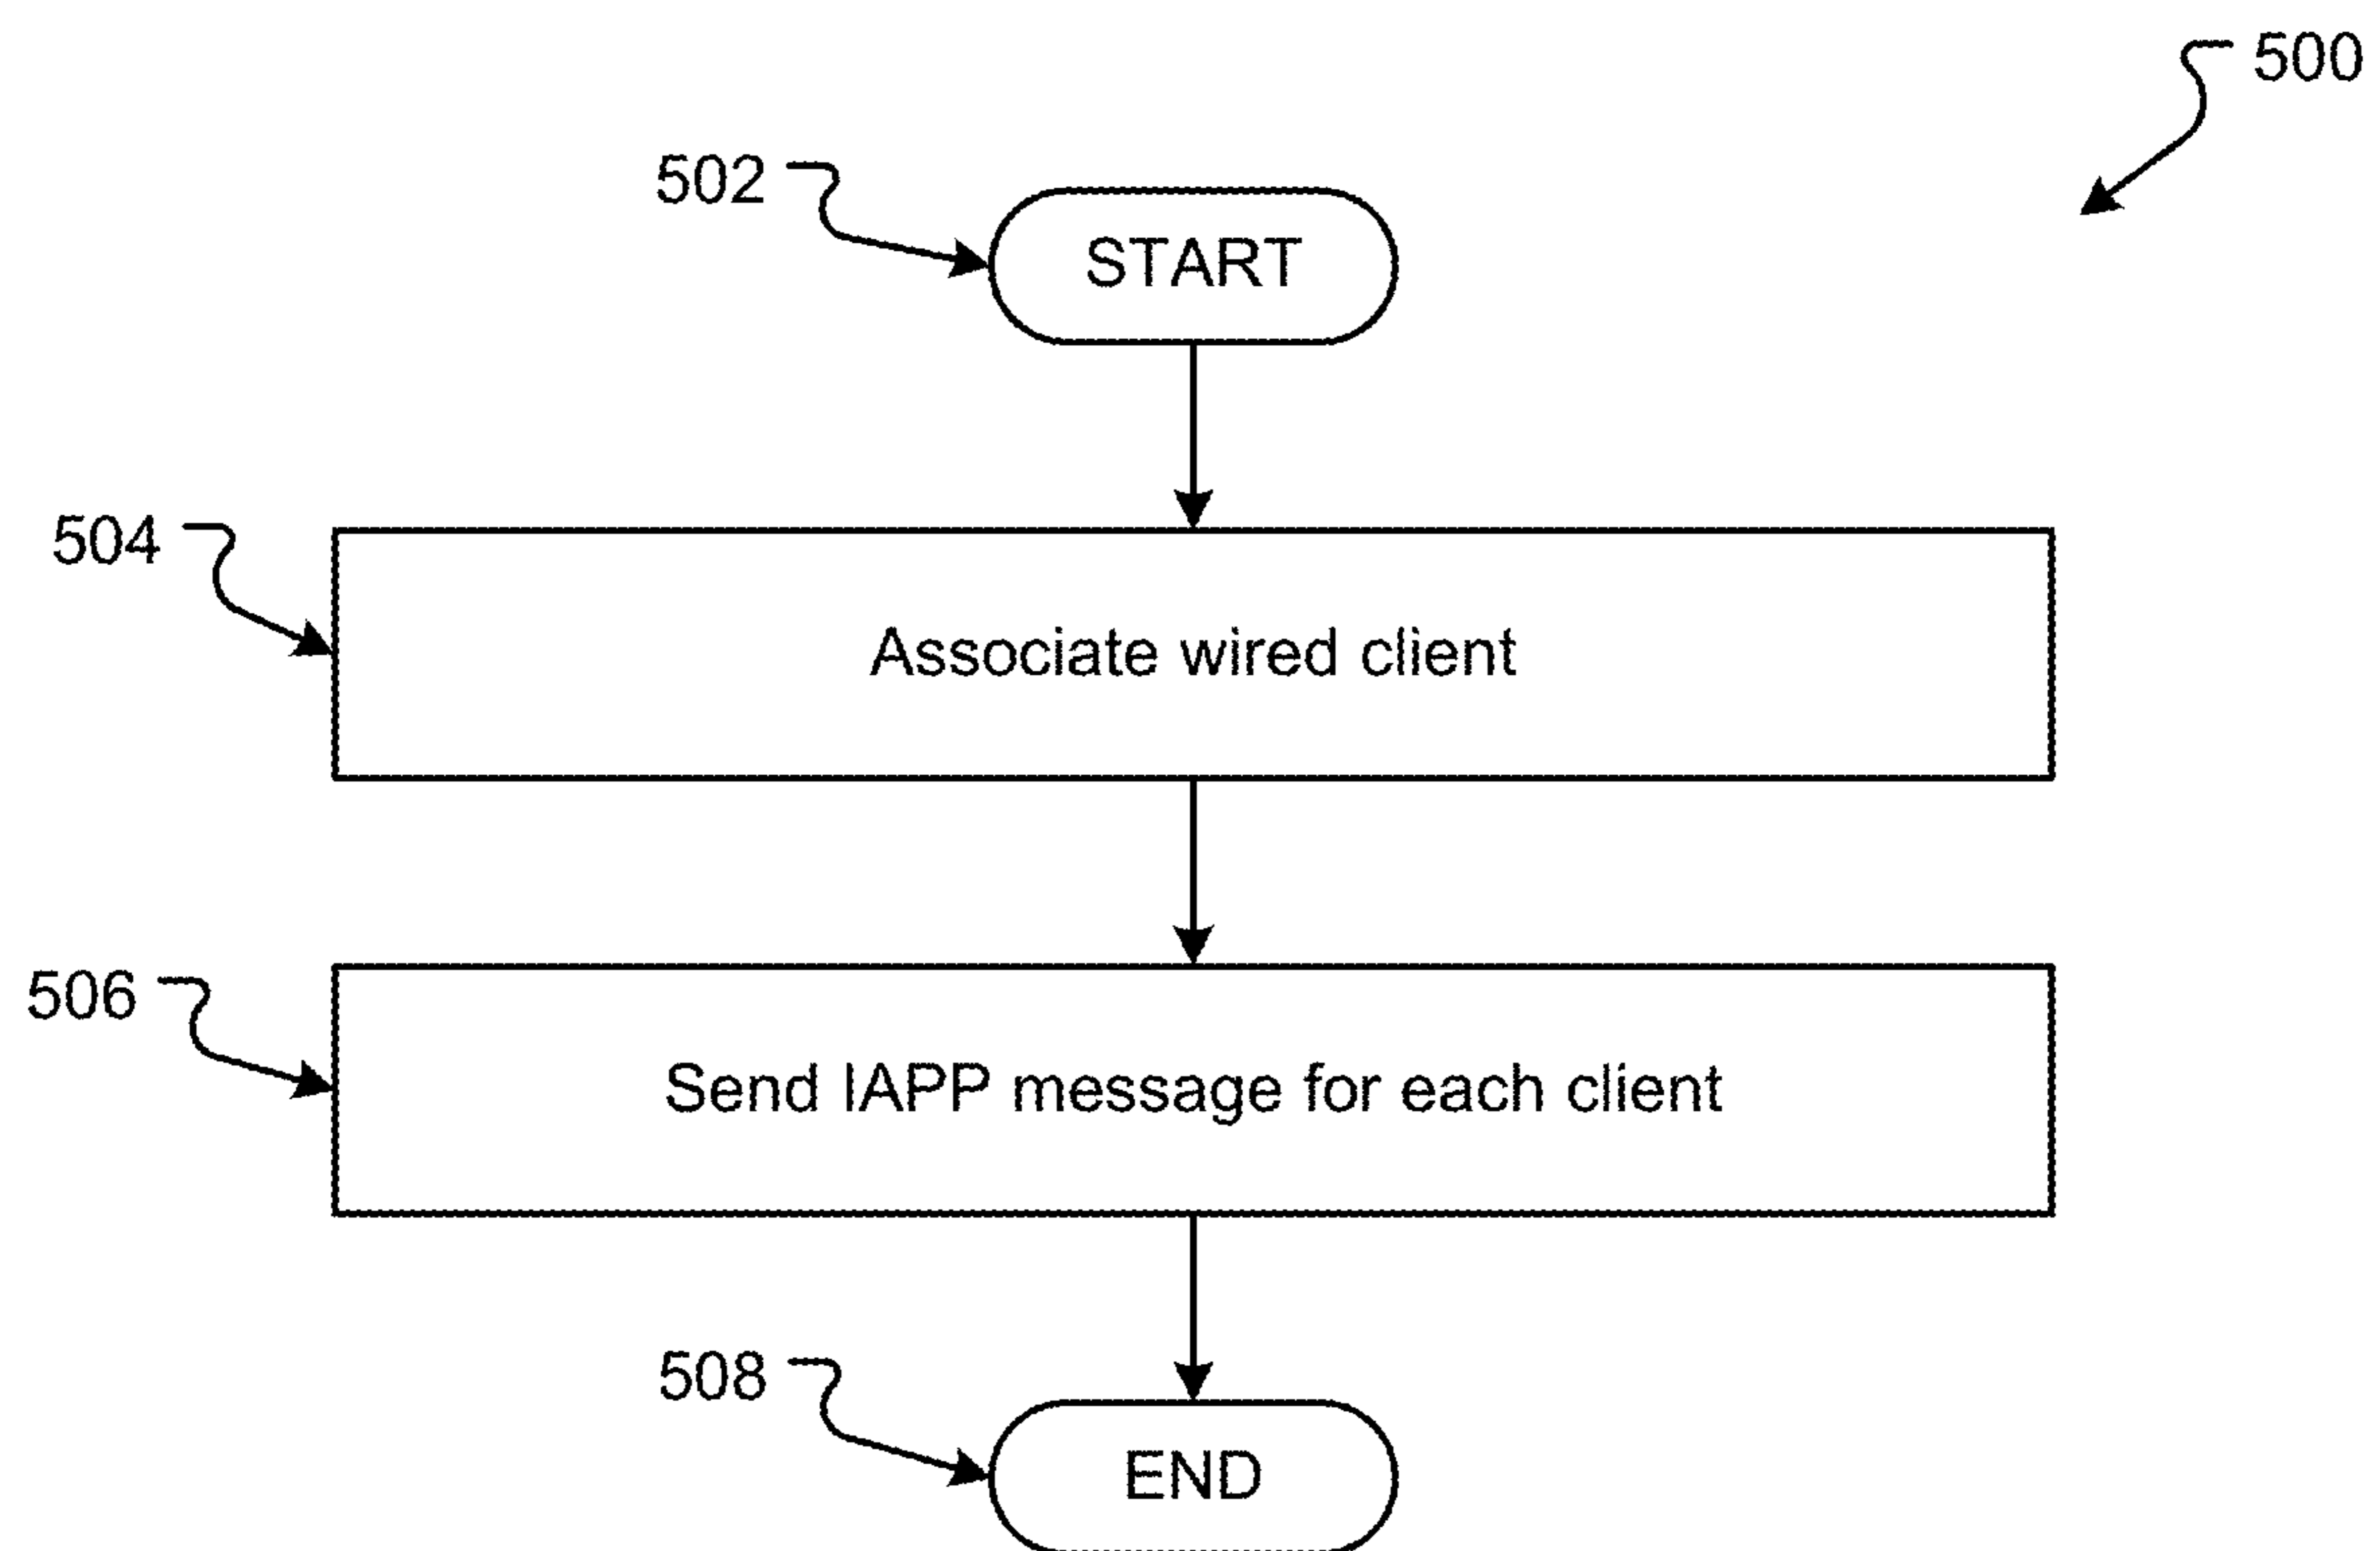 500
502
START
504
Associate wired client
506
Send IAPP message for each client
508
END